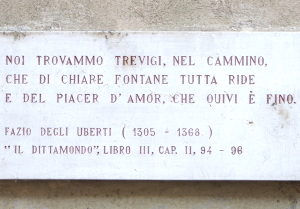 NOI TROVAMMO TREVIGI, NEL CAMMINO,
CHE DI CHIARE FONTANE TUTTA RIDE
E DEL PIACER D'AMOR, CHE QUIVI È FINO.
FAZIO DEGLI UBERTI (1305 - 1368)
"IL DITTAMONDO", LIBRO III, CAP. II, 94 - 96